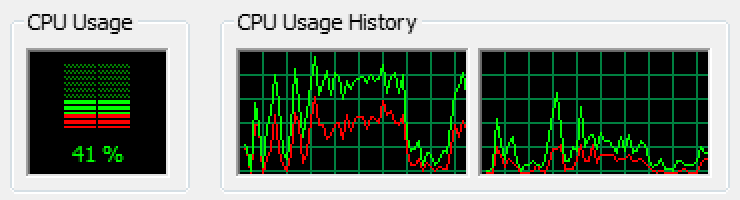 CPU Usage
CPU Usage History
41 %